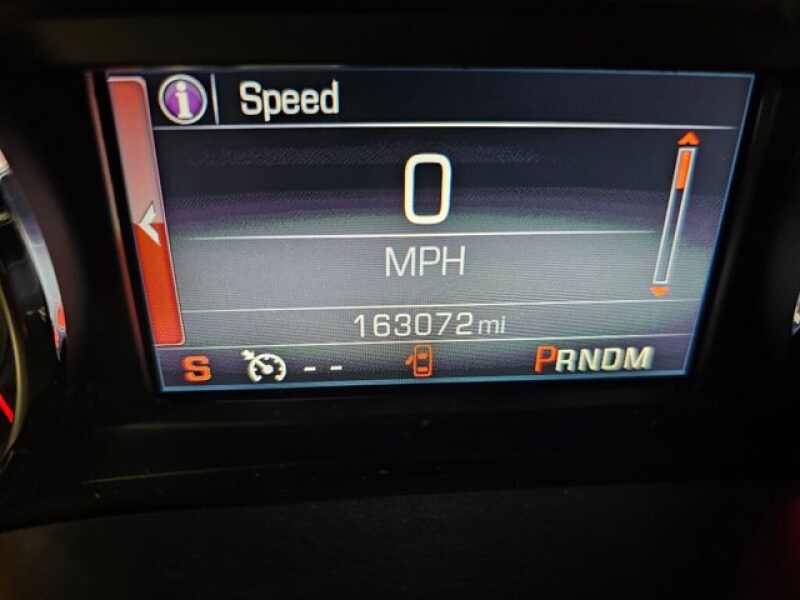 i Speed
0
MPH
163072 mi
S -- PRNDM